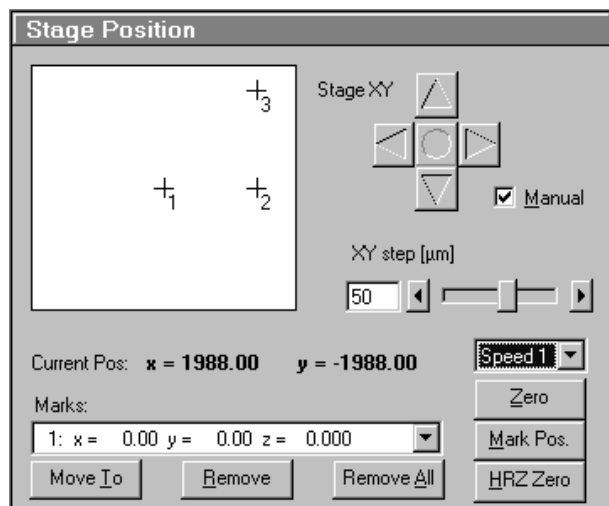 Stage Position
3
1
2
Stage XY
Manual
XY step [µm]
50
Current Pos: x = 1988.00 y = -1988.00
Speed 1
Marks:
1: x = 0.00 y = 0.00 z = 0.000
Zero
Mark Pos.
HRZ Zero
Move To
Remove
Remove All